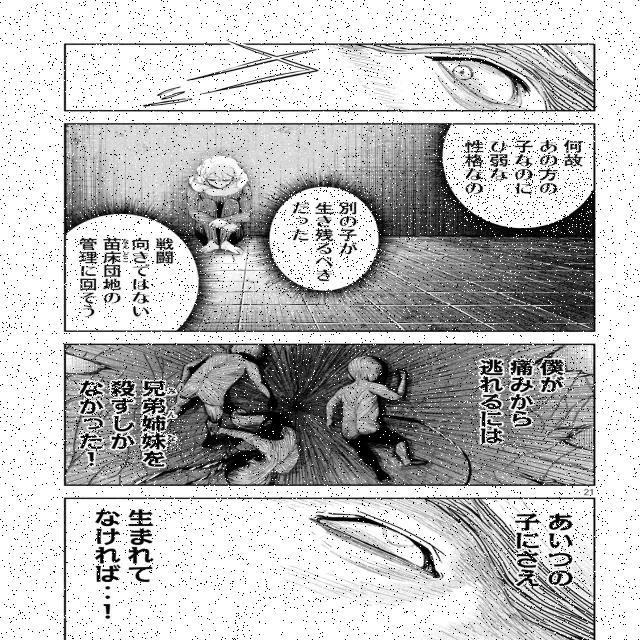 何故
あの方の
子なのに
ひ弱な
性格なの
別の子が
生き残るべき
だった
戦闘
向きではない
苗床団地の
管理に回そう
僕が
痛みから
逃れるには
兄弟姉妹を
殺すしか
なかった!
21
あいつの
子にさえ
生まれて
なければ‥!